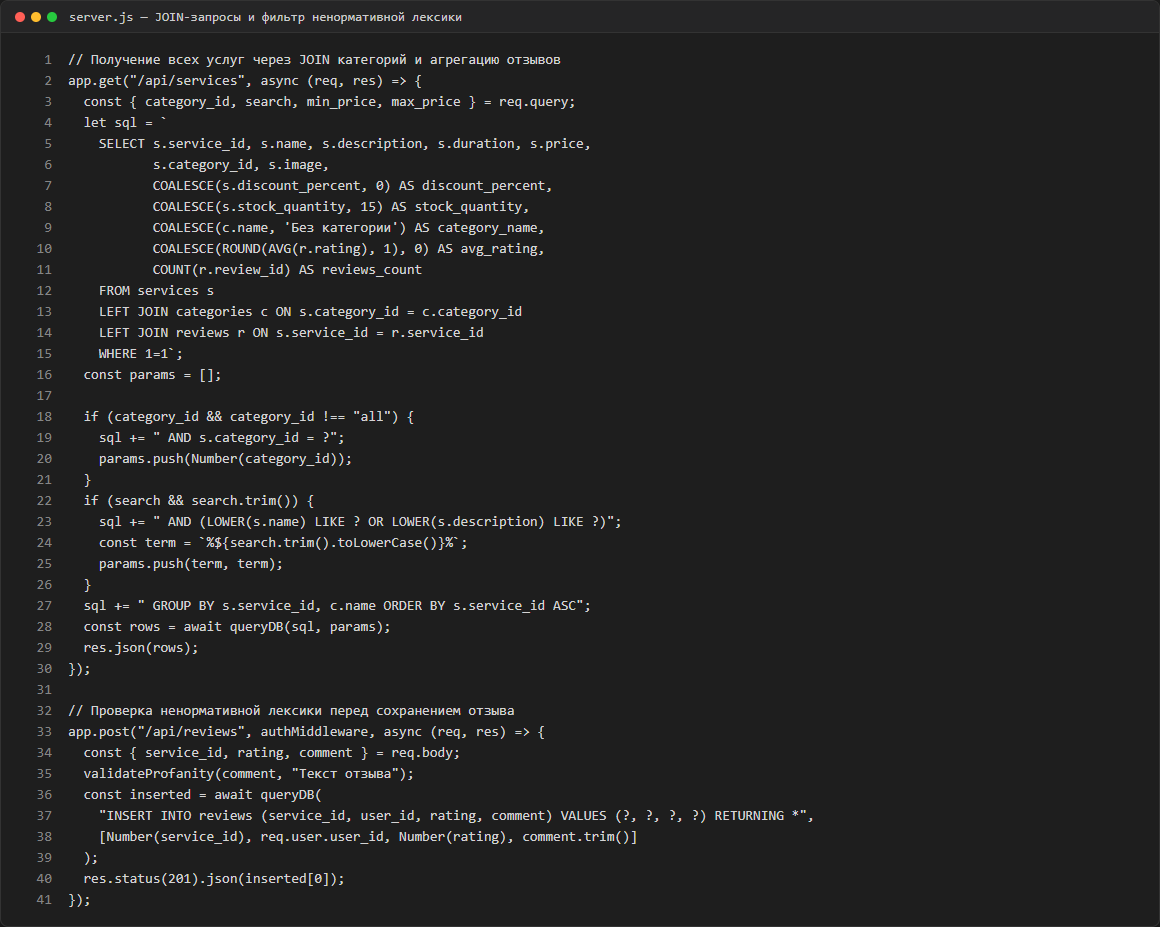 server.js — JOIN-запросы и фильтр ненормативной лексики
1 // Получение всех услуг через JOIN категорий и агрегацию отзывов
2 app.get("/api/services", async (req, res) => {
3   const { category_id, search, min_price, max_price } = req.query;
4   let sql = `
5     SELECT s.service_id, s.name, s.description, s.duration, s.price,
6            s.category_id, s.image,
7            COALESCE(s.discount_percent, 0) AS discount_percent,
8            COALESCE(s.stock_quantity, 15) AS stock_quantity,
9            COALESCE(c.name, 'Без категории') AS category_name,
10            COALESCE(ROUND(AVG(r.rating), 1), 0) AS avg_rating,
11            COUNT(r.review_id) AS reviews_count
12     FROM services s
13     LEFT JOIN categories c ON s.category_id = c.category_id
14     LEFT JOIN reviews r ON s.service_id = r.service_id
15     WHERE 1=1`;
16   const params = [];
17
18   if (category_id && category_id !== "all") {
19     sql += " AND s.category_id = ?";
20     params.push(Number(category_id));
21   }
22   if (search && search.trim()) {
23     sql += " AND (LOWER(s.name) LIKE ? OR LOWER(s.description) LIKE ?)";
24     const term = `%${search.trim().toLowerCase()}%`;
25     params.push(term, term);
26   }
27   sql += " GROUP BY s.service_id, c.name ORDER BY s.service_id ASC";
28   const rows = await queryDB(sql, params);
29   res.json(rows);
30 });
31
32 // Проверка ненормативной лексики перед сохранением отзыва
33 app.post("/api/reviews", authMiddleware, async (req, res) => {
34   const { service_id, rating, comment } = req.body;
35   validateProfanity(comment, "Текст отзыва");
36   const inserted = await queryDB(
37     "INSERT INTO reviews (service_id, user_id, rating, comment) VALUES (?, ?, ?, ?) RETURNING *",
38     [Number(service_id), req.user.user_id, Number(rating), comment.trim()]
39   );
40   res.status(201).json(inserted[0]);
41 });